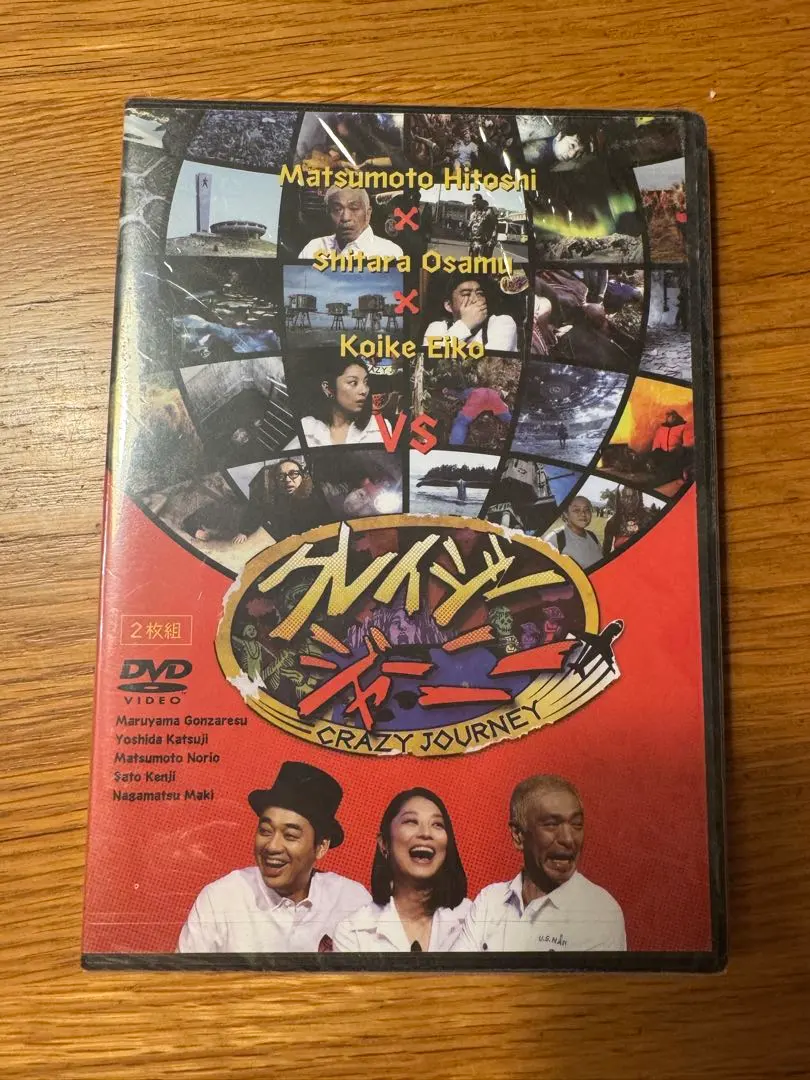 Matsumoto Hitoshi
×
Shitara Osamu
×
Koike Eiko
VS
クレイジー
ジャーニー
CRAZY JOURNEY
2枚組
DVD
VIDEO
Maruyama Gonzaresu
Yoshida Katsuji
Matsumoto Norio
Sato Kenji
Nagamatsu Maki